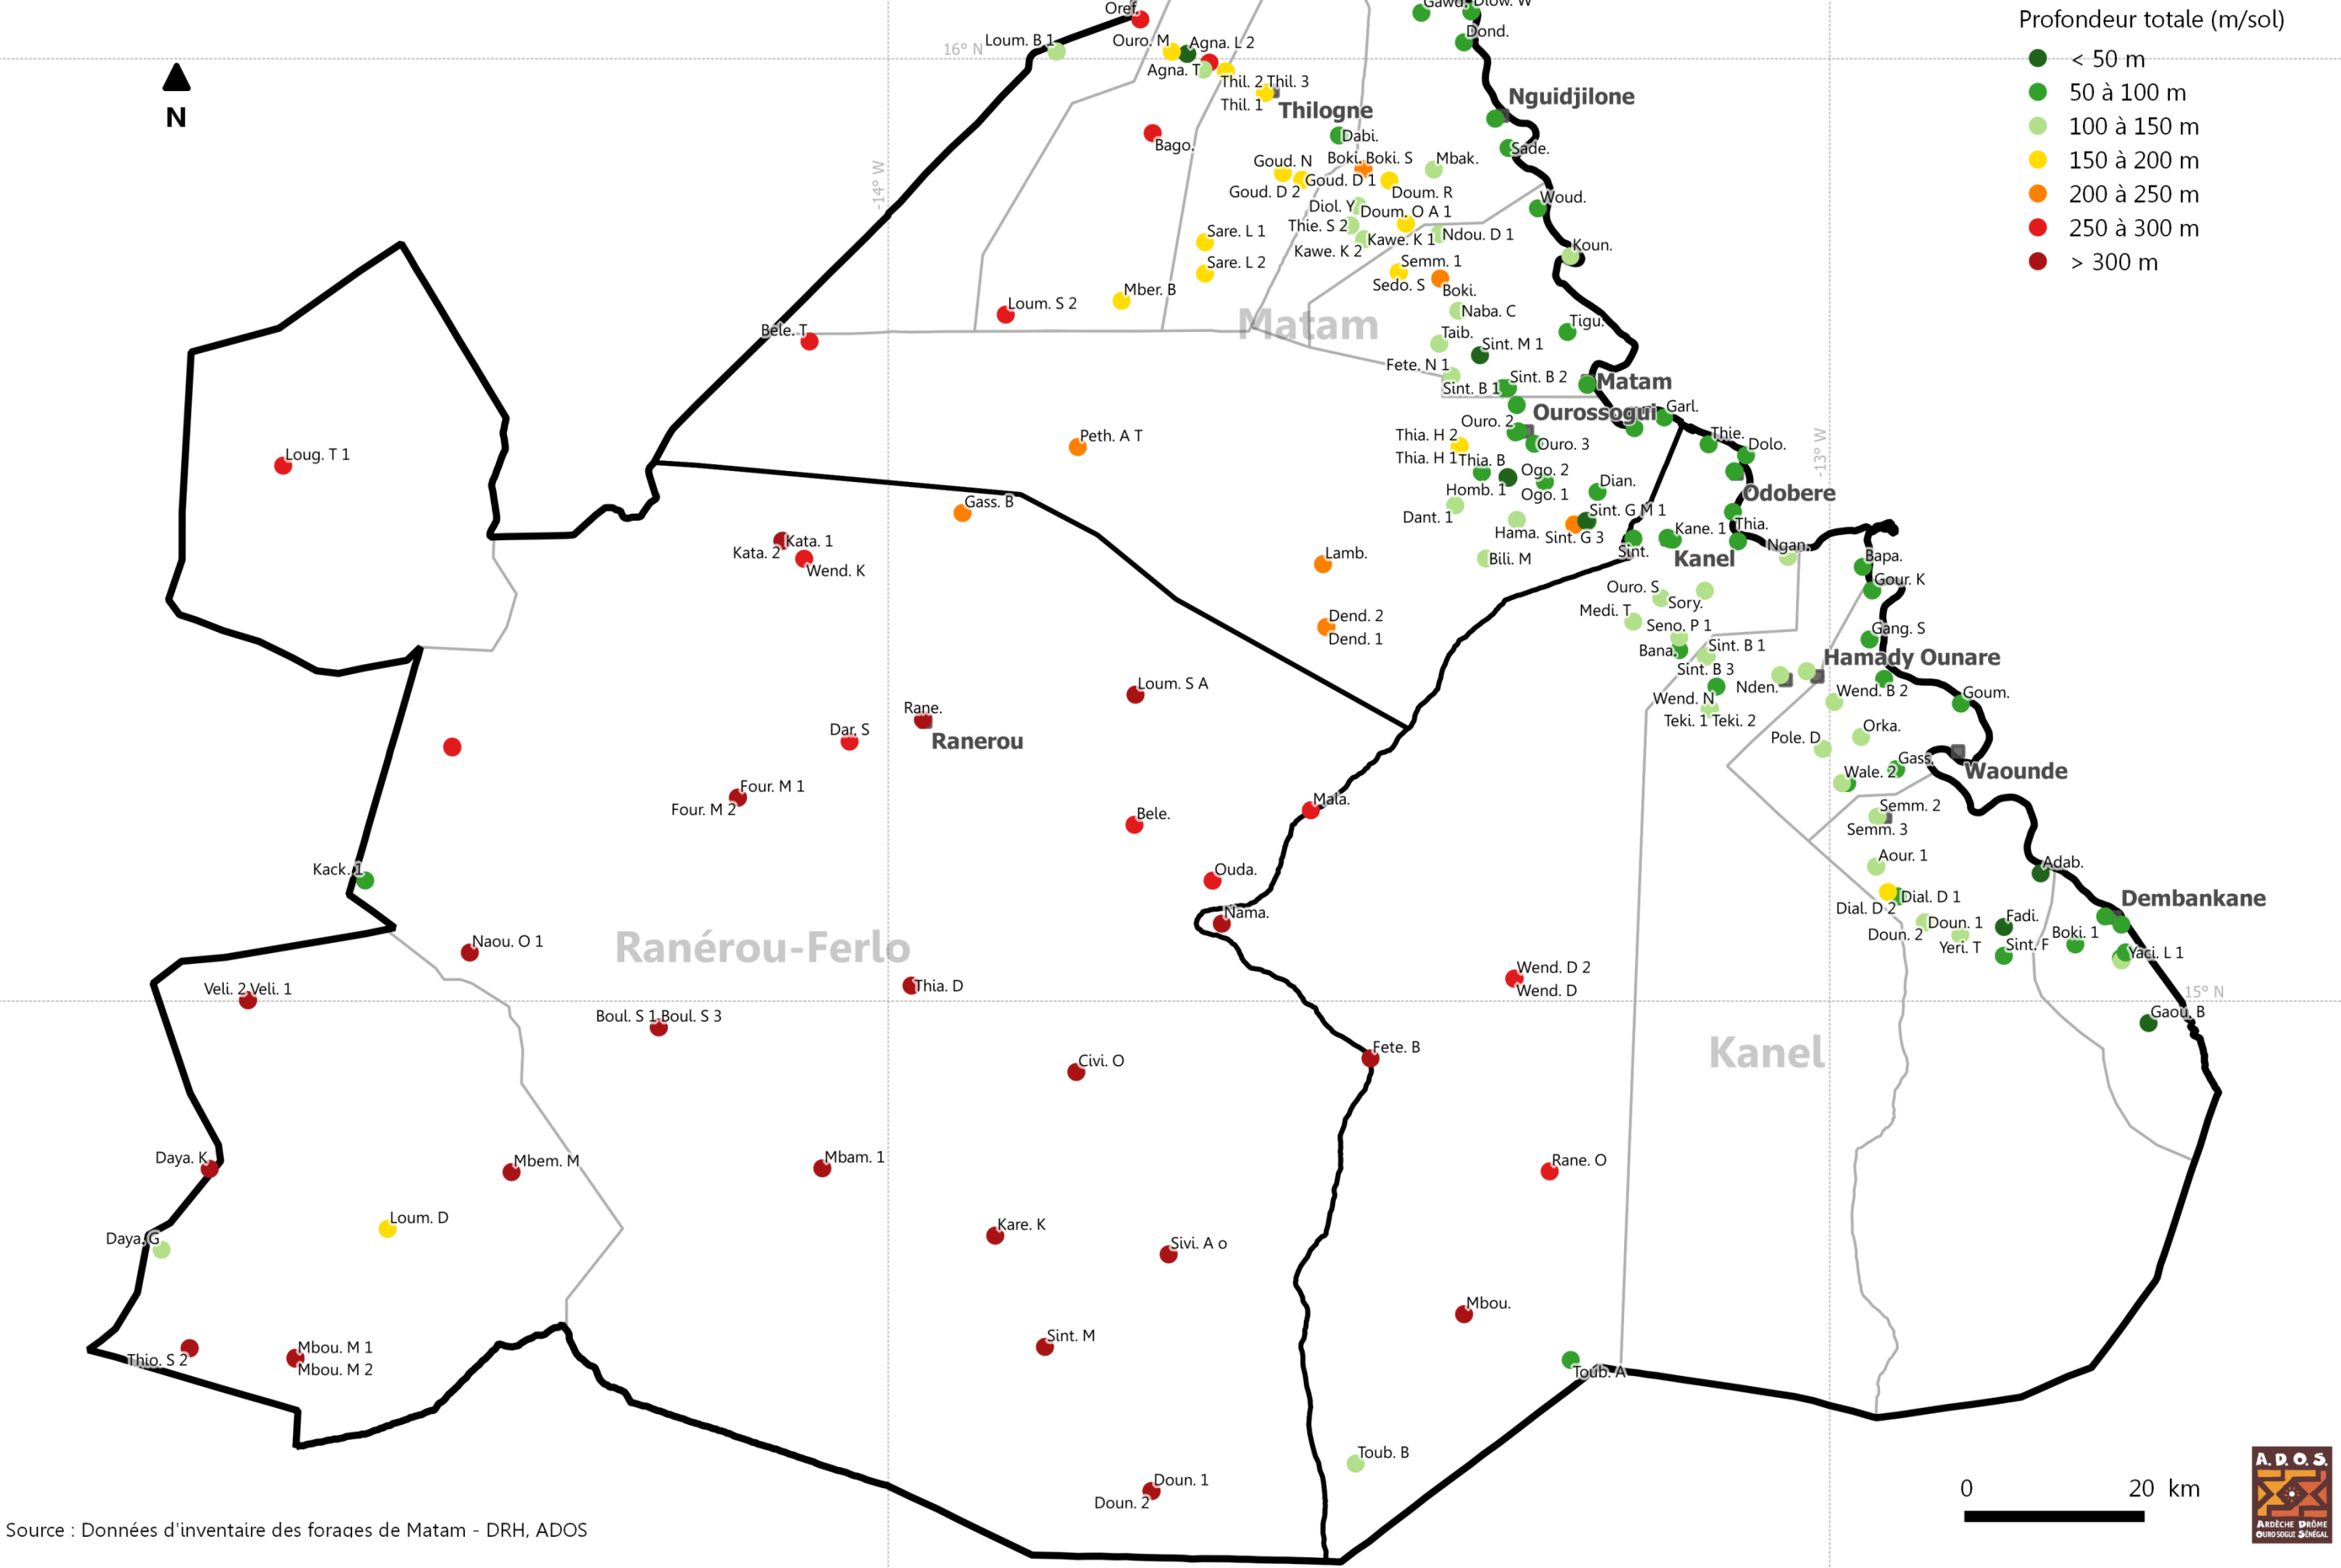 Oref.
Gawd.
Diow. W
Profondeur totale (m/sol)
< 50 m
50 à 100 m
100 à 150 m
150 à 200 m
200 à 250 m
250 à 300 m
> 300 m
N
16° N
-14° W
Loum. B 1
Ouro. M
Agna. L 2
Dond.
Agna. T
Thil. 2
Thil. 3
Thil. 1
Thilogne
Nguidjilone
Bago.
Dabi.
Sade.
Goud. N
Boki.
Boki. S
Mbak.
Goud. D 1
Goud. D 2
Doum. R
Woud.
Diol. Y
Doum. O A 1
Thie. S 2
Sare. L 1
Kawe. K 1
Ndou. D 1
Koun.
Kawe. K 2
Sare. L 2
Semm. 1
Sedo. S
Boki.
Mber. B
Loum. S 2
Naba. C
Matam
Bele. T
Taib.
Tigu.
Sint. M 1
Fete. N 1
Sint. B 2
Sint. B 1
Matam
Ourossogui
Garl.
Ouro. 2
Thia. H 2
Peth. A T
Ouro. 3
Thie.
Dolo.
-13° W
Loug. T 1
Thia. H 1
Thia. B
Ogo. 2
Homb. 1
Ogo. 1
Dian.
Odobere
Gass. B
Dant. 1
Sint. G M 1
Hama.
Sint. G 3
Kane. 1
Thia.
Kata. 1
Kata. 2
Wend. K
Lamb.
Bili. M
Sint.
Kanel
Ngan.
Bapa.
Gour. K
Ouro. S
Sory.
Medi. T
Dend. 2
Dend. 1
Seno. P 1
Gang. S
Bana.
Sint. B 1
Hamady Ounare
Sint. B 3
Loum. S A
Wend. N
Nden.
Wend. B 2
Goum.
Teki. 1
Teki. 2
Rane.
Ranerou
Dar. S
Orka.
Pole. D
Gass.
Waounde
Wale. 2
Four. M 1
Four. M 2
Mala.
Bele.
Semm. 2
Semm. 3
Aour. 1
Adab.
Kack. 1
Ouda.
Dial. D 1
Dial. D 2
Dembankane
Nama.
Fadi.
Doun. 1
Doun. 2
Boki. 1
Yeri. T
Sint. F
Yaci. L 1
Naou. O 1
Ranérou-Ferlo
Wend. D 2
Wend. D
Thia. D
Veli. 2
Veli. 1
15° N
Boul. S 1
Boul. S 3
Gaou. B
Fete. B
Kanel
Civi. O
Daya. K
Mbem. M
Mbam. 1
Rane. O
Loum. D
Kare. K
Daya. G
Sivi. A o
Mbou.
Sint. M
Thio. S 2
Mbou. M 1
Mbou. M 2
Toub. A
Toub. B
Doun. 1
Doun. 2
0 20 km
A.D.O.S.
ARDÈCHE DRÔME
OUROSOGUI SÉNÉGAL
Source : Données d'inventaire des forages de Matam - DRH, ADOS